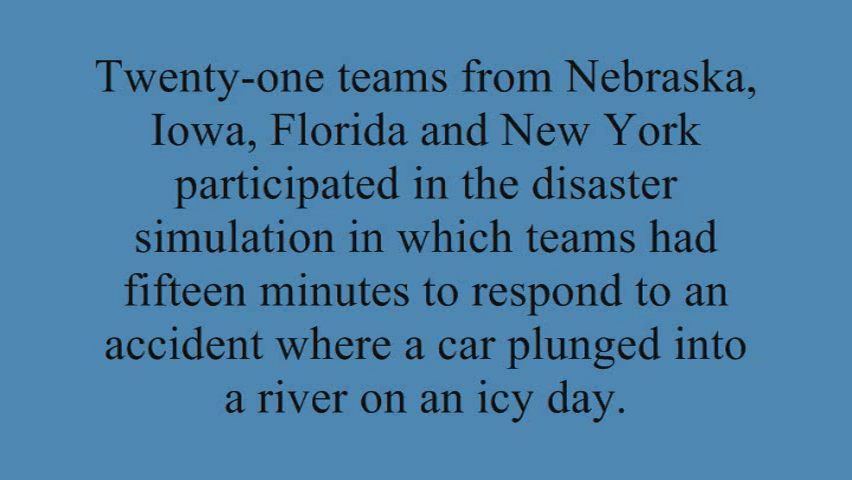 Twenty-one teams from Nebraska,
Iowa, Florida and New York
participated in the disaster
simulation in which teams had
fifteen minutes to respond to an
accident where a car plunged into
a river on an icy day.